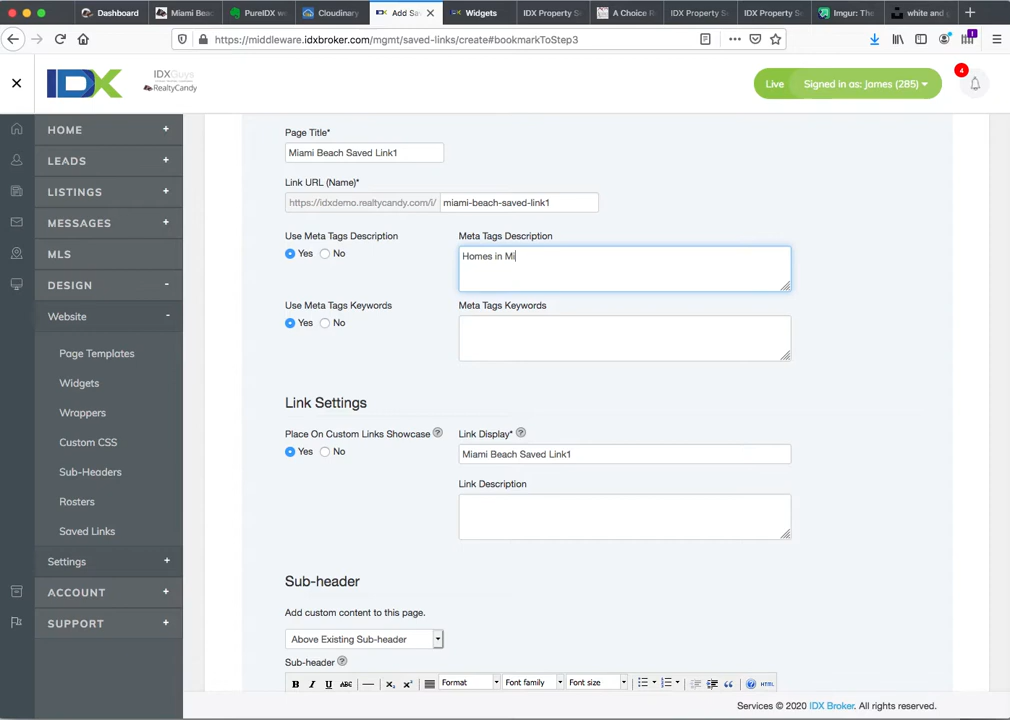 Dashboard
Miami Bea
PureIDX w
Cloudinary
Add Sa
Widgets
IDX Property S
A Choice R
IDX Property S
IDX Property S
Imgur: The
white and g
https://middleware.idxbroker.com/mgmt/saved-links/create#bookmarkToStep3
IDX
IDXGuys
RealtyCandy
Live
Signed in as: James (285)
4
HOME +
LEADS +
LISTINGS +
MESSAGES +
MLS
DESIGN -
Website -
Page Templates
Widgets
Wrappers
Custom CSS
Sub-Headers
Rosters
Saved Links
Settings +
ACCOUNT +
SUPPORT +
Page Title*
Miami Beach Saved Link1
Link URL (Name)*
https://idxdemo.realtycandy.com/i/ miami-beach-saved-link1
Use Meta Tags Description
Yes No
Meta Tags Description
Homes in Mi
Use Meta Tags Keywords
Yes No
Meta Tags Keywords
Link Settings
Place On Custom Links Showcase ?
Yes No
Link Display* ?
Miami Beach Saved Link1
Link Description
Sub-header
Add custom content to this page.
Above Existing Sub-header
Sub-header ?
B I U ABC Format Font family Font size HTML
Services © 2020 IDX Broker. All rights reserved.